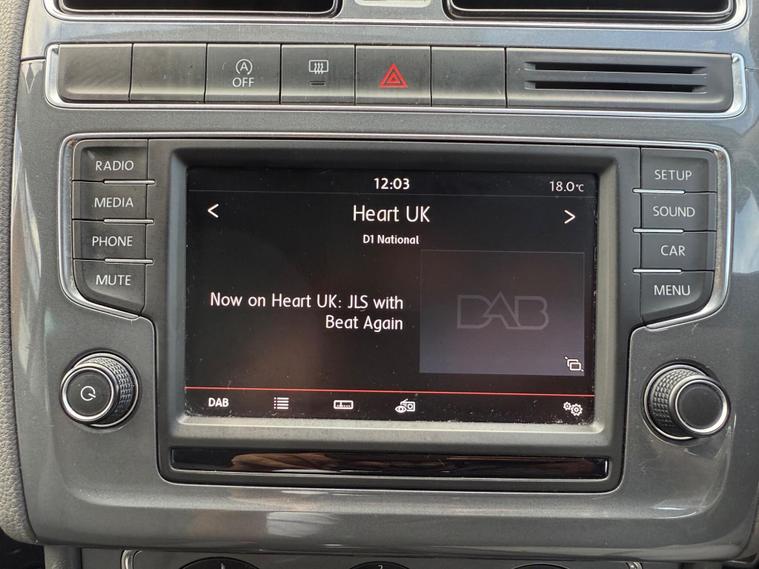 A
OFF
RADIO
MEDIA
PHONE
MUTE
12:03
18.0°C
< Heart UK >
D1 National
Now on Heart UK: JLS with
Beat Again
DAB
DAB
SETUP
SOUND
CAR
MENU
2